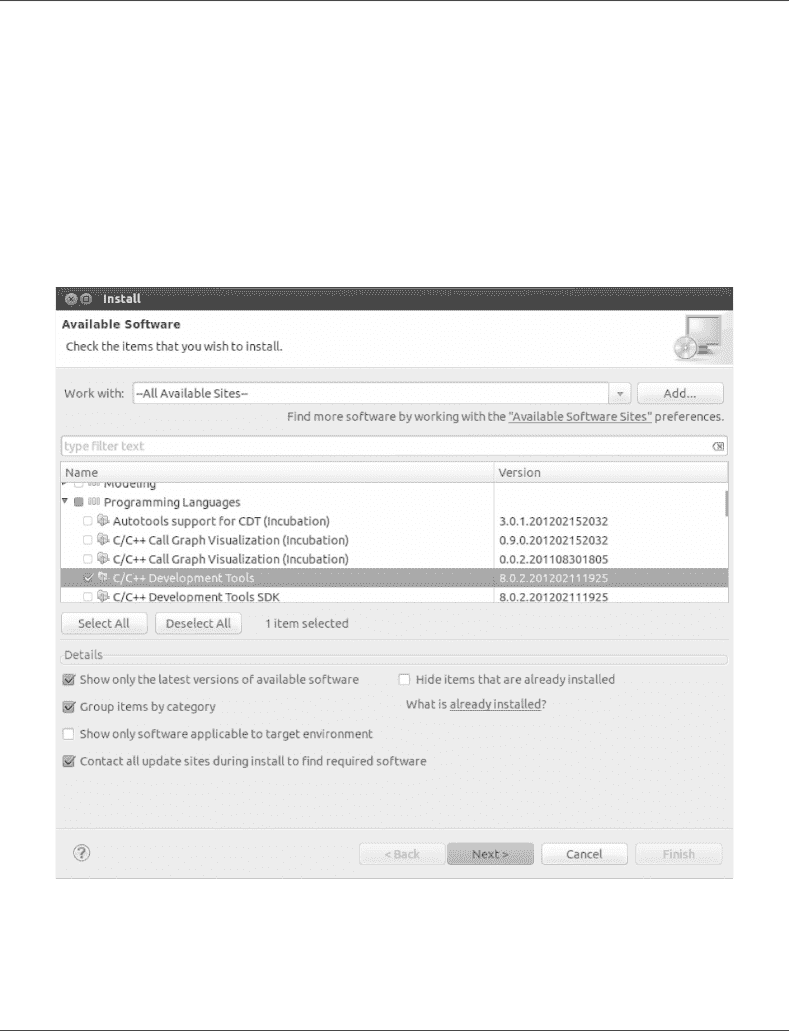 Install
Available Software
Check the items that you wish to install.
Work with: --All Available Sites-- Add...
Find more software by working with the "Available Software Sites" preferences.
type filter text
Name Version
Modeling
Programming Languages
Autotools support for CDT (Incubation) 3.0.1.201202152032
C/C++ Call Graph Visualization (Incubation) 0.9.0.201202152032
C/C++ Call Graph Visualization (Incubation) 0.0.2.201108301805
C/C++ Development Tools 8.0.2.201202111925
C/C++ Development Tools SDK 8.0.2.201202111925
Select All Deselect All 1 item selected
Details
Show only the latest versions of available software Hide items that are already installed
Group items by category What is already installed?
Show only software applicable to target environment
Contact all update sites during install to find required software
? < Back Next > Cancel Finish